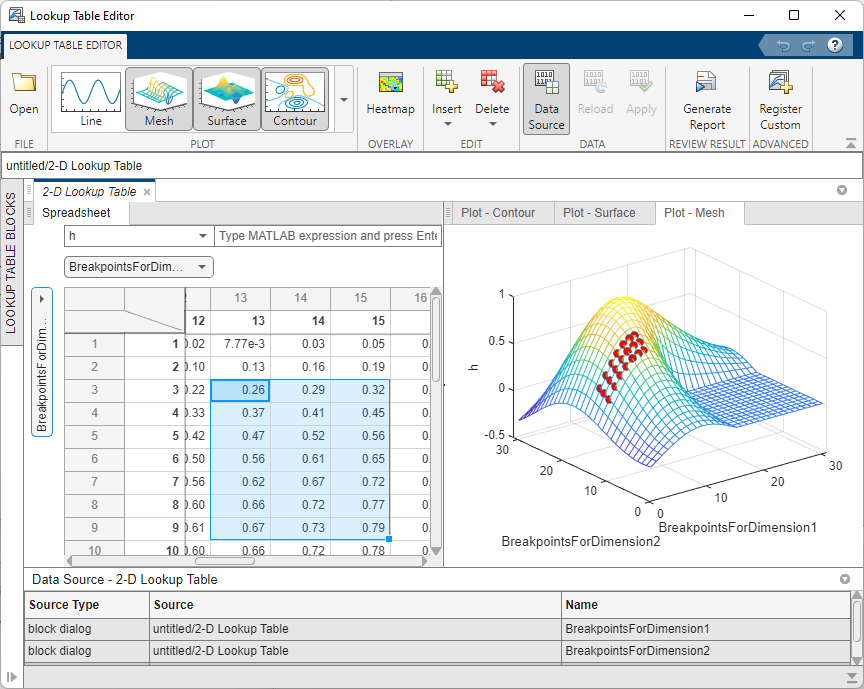 Lookup Table Editor
LOOKUP TABLE EDITOR
?
Open
Line
Mesh
Surface
Contour
Heatmap
Insert
Delete
Data Source
Reload
Apply
Generate Report
Register Custom
FILE
PLOT
OVERLAY
EDIT
DATA
REVIEW RESULT
ADVANCED
untitled/2-D Lookup Table
LOOKUP TABLE BLOCKS
2-D Lookup Table
Spreadsheet
h
Type MATLAB expression and press Ente
BreakpointsForDim...
BreakpointsForDim...
13 14 15 16
12 13 14 15
1 1 0.02 7.77e-3 0.03 0.05 0.
2 2 0.10 0.13 0.16 0.19 0.
3 3 0.22 0.26 0.29 0.32 0.
4 4 0.33 0.37 0.41 0.45 0.
5 5 0.42 0.47 0.52 0.56 0.
6 6 0.50 0.56 0.61 0.65 0.
7 7 0.56 0.62 0.67 0.72 0.
8 8 0.60 0.66 0.72 0.77 0.
9 9 0.61 0.67 0.73 0.79 0.
10 10 0.60 0.66 0.72 0.78 0.
Plot - Contour
Plot - Surface
Plot - Mesh
1
0.5
0
-0.5
h
30
20
10
0
0
10
20
30
BreakpointsForDimension1
BreakpointsForDimension2
Data Source - 2-D Lookup Table
Source Type Source Name
block dialog untitled/2-D Lookup Table BreakpointsForDimension1
block dialog untitled/2-D Lookup Table BreakpointsForDimension2